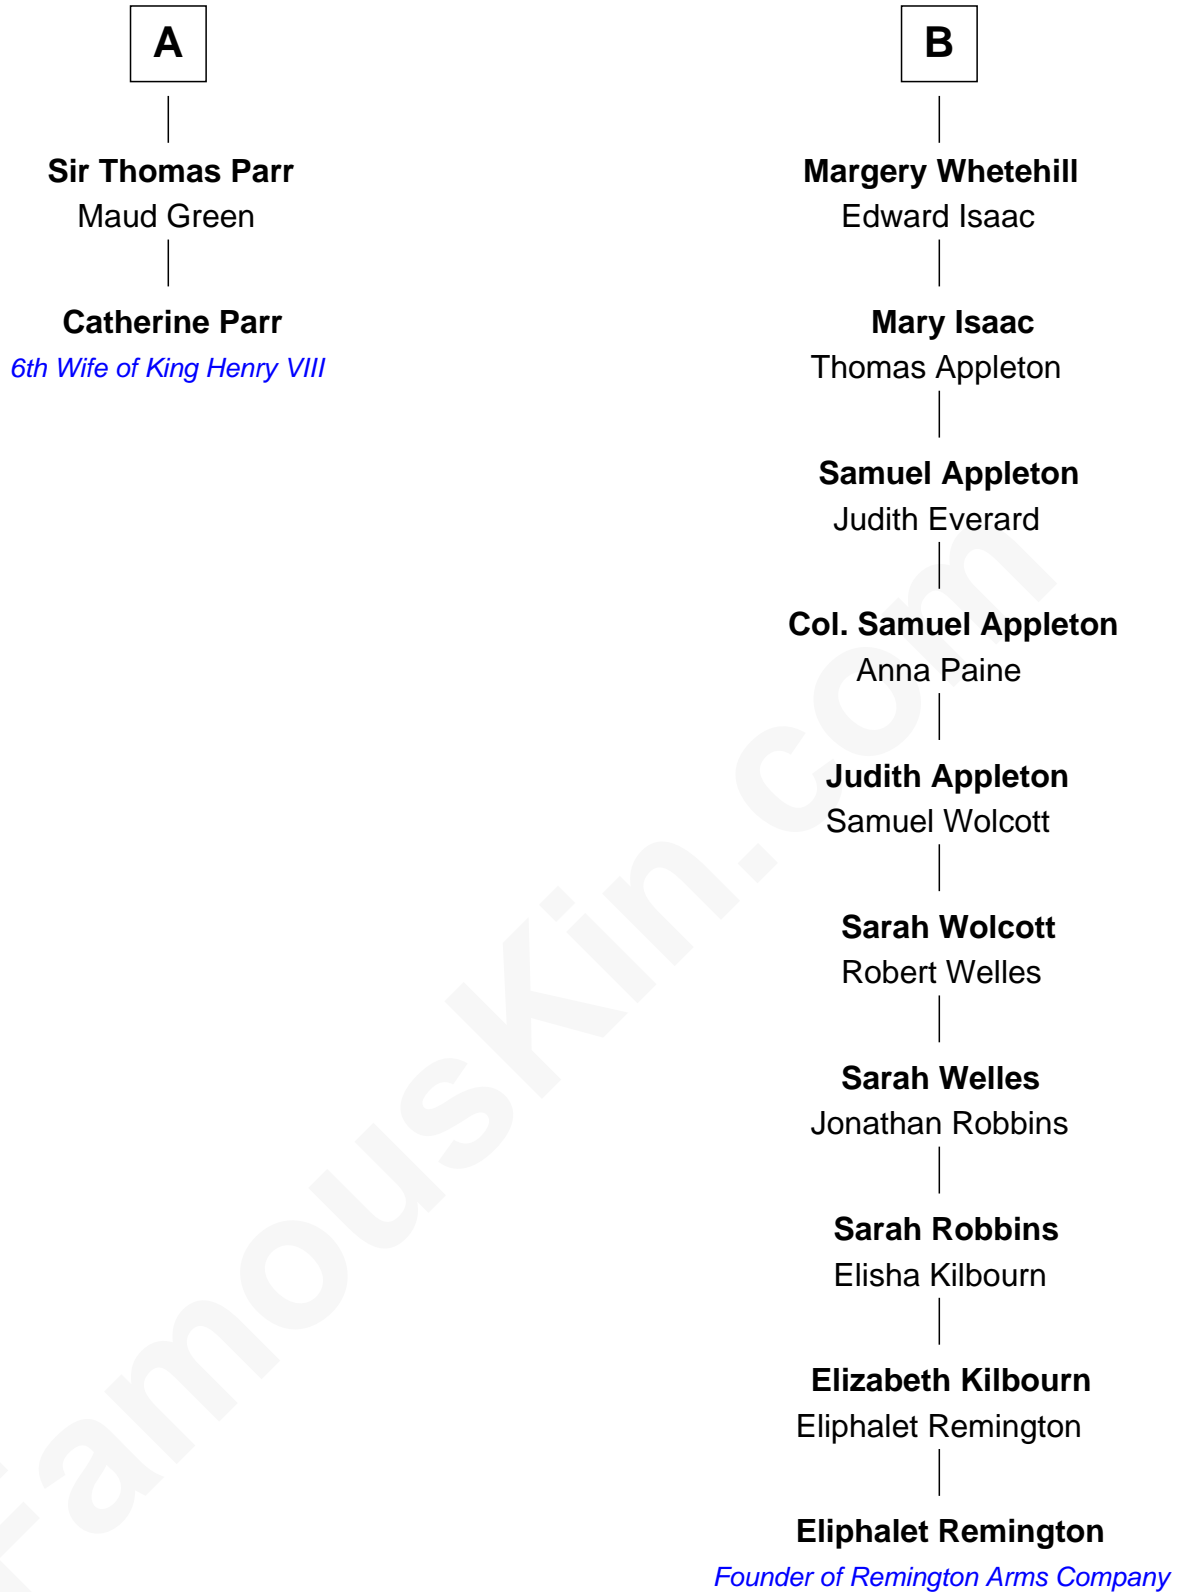 A
Sir Thomas Parr
Maud Green
Catherine Parr
6th Wife of King Henry VIII
B
Margery Whetehill
Edward Isaac
Mary Isaac
Thomas Appleton
Samuel Appleton
Judith Everard
Col. Samuel Appleton
Anna Paine
Judith Appleton
Samuel Wolcott
Sarah Wolcott
Robert Welles
Sarah Welles
Jonathan Robbins
Sarah Robbins
Elisha Kilbourn
Elizabeth Kilbourn
Eliphalet Remington
Eliphalet Remington
Founder of Remington Arms Company
FamousKin.com